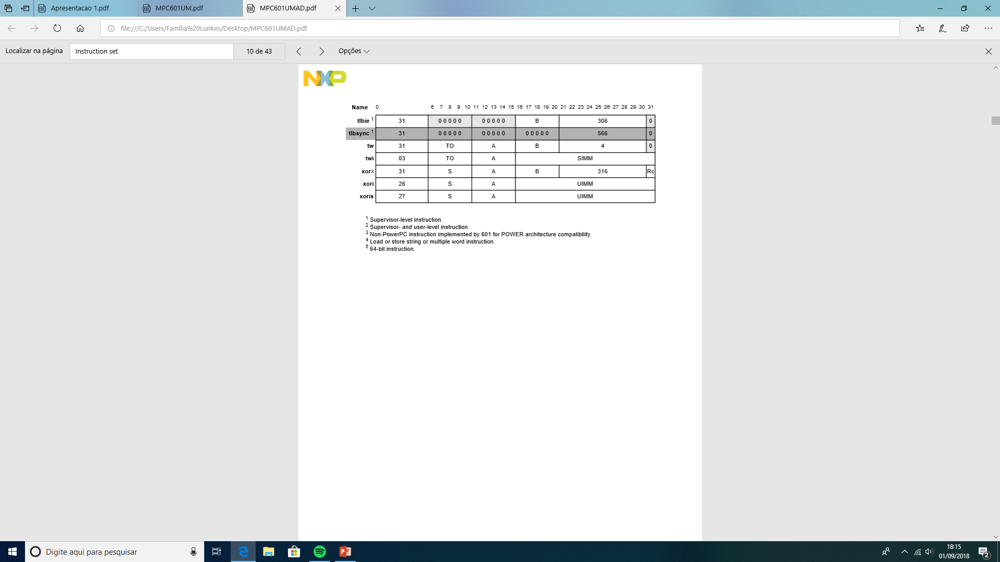 Apresentacao 1.pdf
MPC601UM.pdf
MPC601UMAD.pdf
file:///C:/Users/Família%20Lunkes/Desktop/MPC601UMAD.pdf
Localizar na página Instruction set 10 de 43 Opções
NXP
Name 0 6 7 8 9 10 11 12 13 14 15 16 17 18 19 20 21 22 23 24 25 26 27 28 29 30 31
tlbie 1 31 0 0 0 0 0 0 0 0 0 0 B 306 0
tlbsync 1 31 0 0 0 0 0 0 0 0 0 0 0 0 0 0 0 566 0
tw 31 TO A B 4 0
twi 03 TO A SIMM
xorx 31 S A B 316 Rc
xori 26 S A UIMM
xoris 27 S A UIMM
1 Supervisor-level instruction.
2 Supervisor- and user-level instruction.
3 Non-PowerPC instruction implemented by 601 for POWER architecture compatibliity.
4 Load or store string or multiple word instruction.
5 64-bit instruction.
Digite aqui para pesquisar
18:15
01/09/2018
2